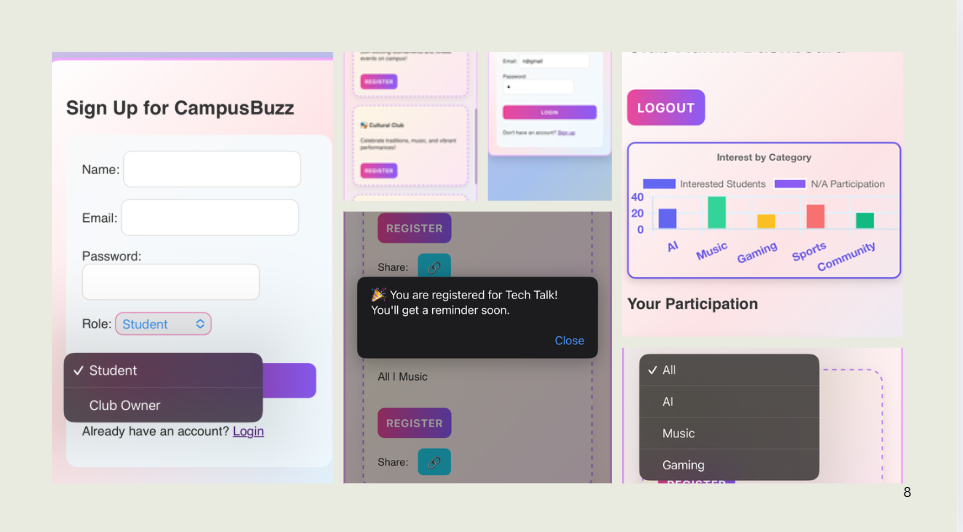 Sign Up for CampusBuzz
Name:
Email:
Password:
Role: Student
✓ Student
Club Owner
Already have an account? Login
events on campus!
REGISTER
🎭 Cultural Club
Celebrate traditions, music, and vibrant
performances!
REGISTER
Email: n@gmail
Password:
LOGIN
Don't have an account? Sign up
REGISTER
Share: 🔗
🎉 You are registered for Tech Talk!
You'll get a reminder soon.
Close
All | Music
REGISTER
Share: 🔗
LOGOUT
Interest by Category
Interested Students
N/A Participation
40
20
0
AI
Music
Gaming
Sports
Community
Your Participation
✓ All
AI
Music
Gaming
REGISTER
8